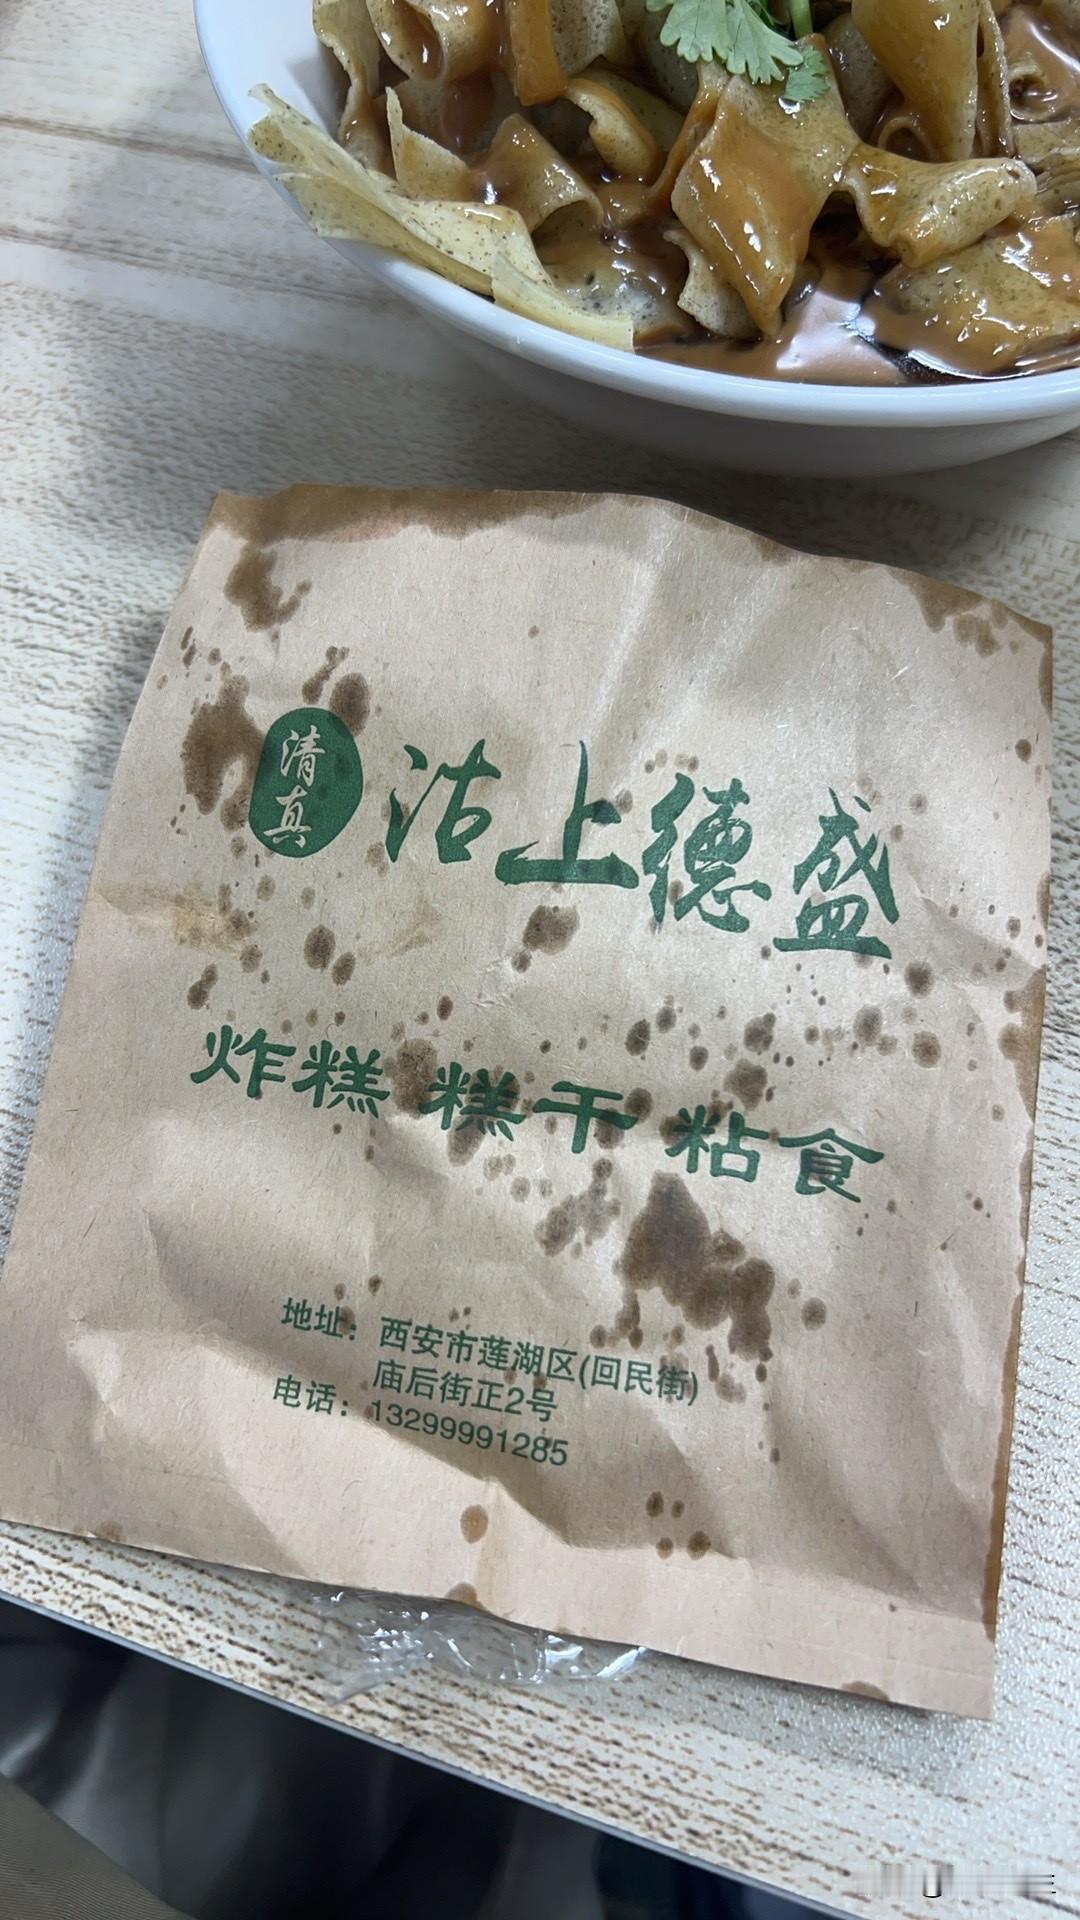 清真
沽上德盛
炸糕 糕干 粘食
地址：西安市莲湖区(回民街)
庙后街正2号
电话：13299991285